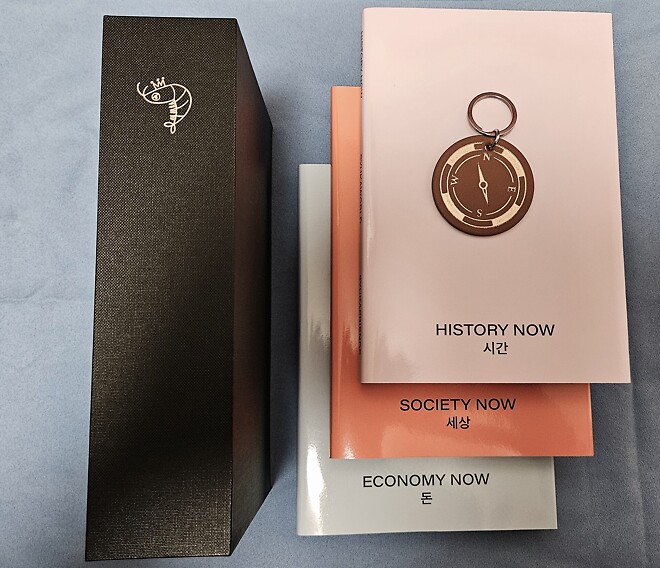 N
W
E
S
HISTORY NOW
시간
SOCIETY NOW
세상
ECONOMY NOW
돈